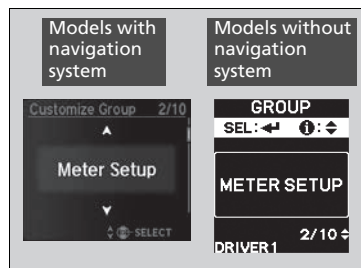 Models with
navigation
system
Models without
navigation
system
Customize Group 2/10
Meter Setup
SELECT
GROUP
SEL: :
METER SETUP
2/10
DRIVER1